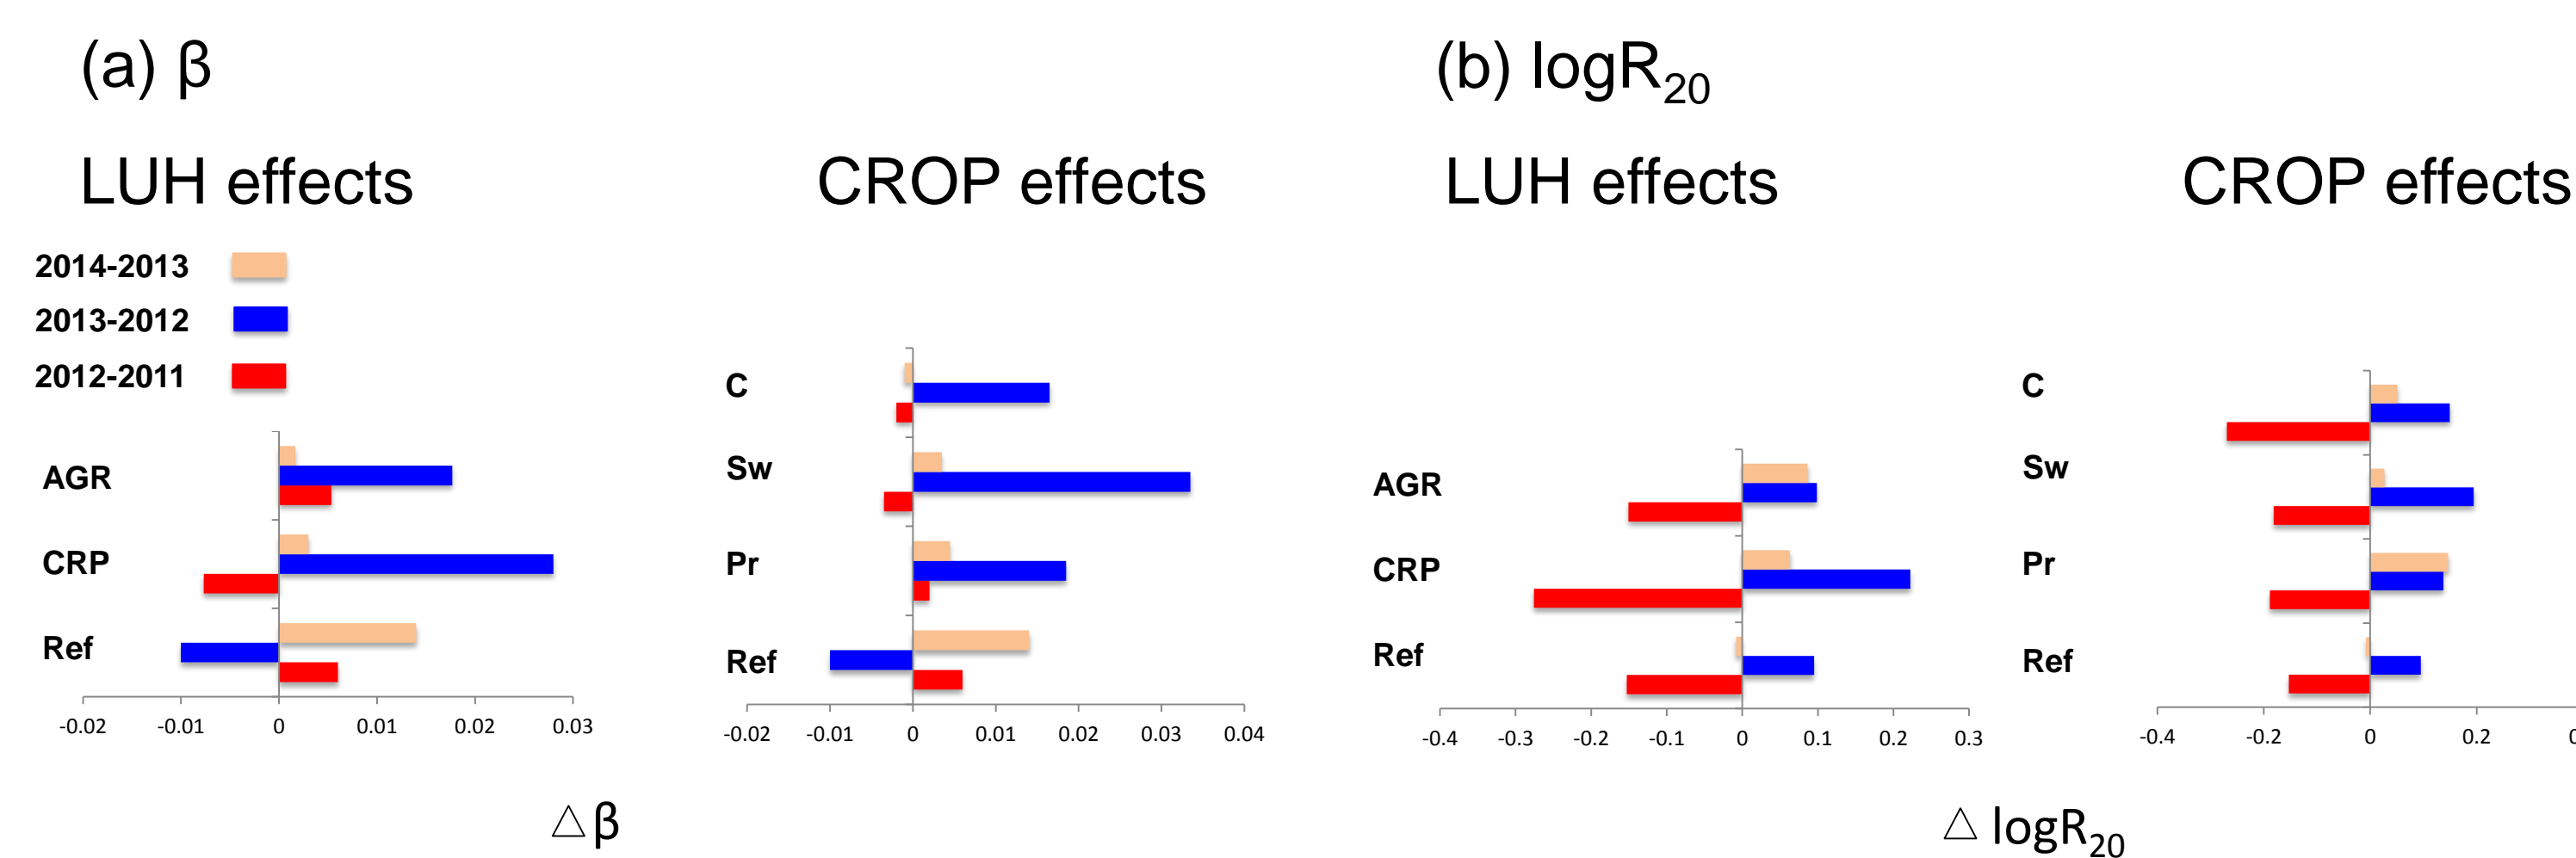 (a) β
(b) logR20
LUH effects
CROP effects
LUH effects
CROP effects
2014-2013
2013-2012
2012-2011
AGR
CRP
Ref
-0.02 -0.01 0 0.01 0.02 0.03
C
Sw
Pr
Ref
-0.02 -0.01 0 0.01 0.02 0.03 0.04
△β
AGR
CRP
Ref
-0.4 -0.3 -0.2 -0.1 0 0.1 0.2 0.3
C
Sw
Pr
Ref
-0.4 -0.2 0 0.2
△ logR20